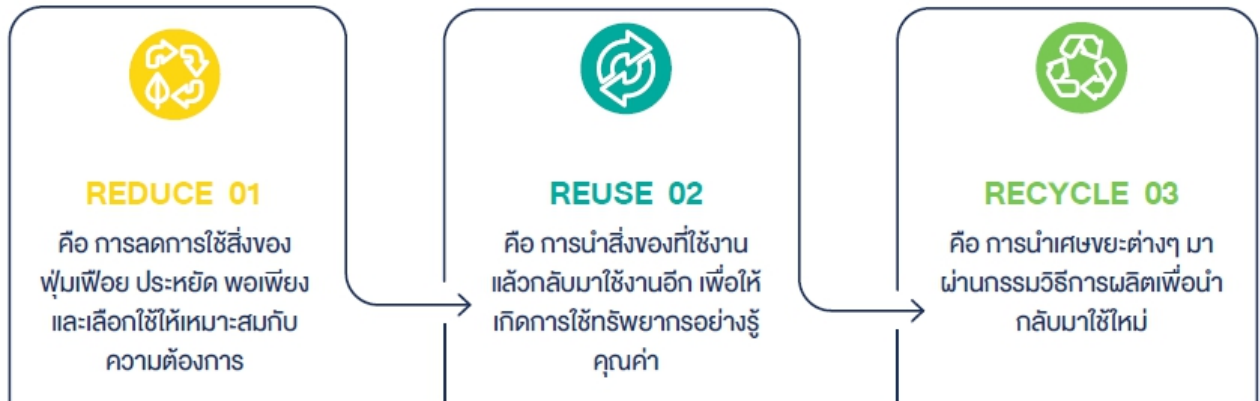 REDUCE 01
คือ การลดการใช้สิ่งของ
ฟุ่มเฟือย ประหยัด พอเพียง
และเลือกใช้ให้เหมาะสมกับ
ความต้องการ
REUSE 02
คือ การนำสิ่งของที่ใช้งาน
แล้วกลับมาใช้งานอีก เพื่อให้
เกิดการใช้ทรัพยากรอย่างรู้
คุณค่า
RECYCLE 03
คือ การนำเศษขยะต่างๆ มา
ผ่านกรรมวิธีการผลิตเพื่อนำ
กลับมาใช้ใหม่